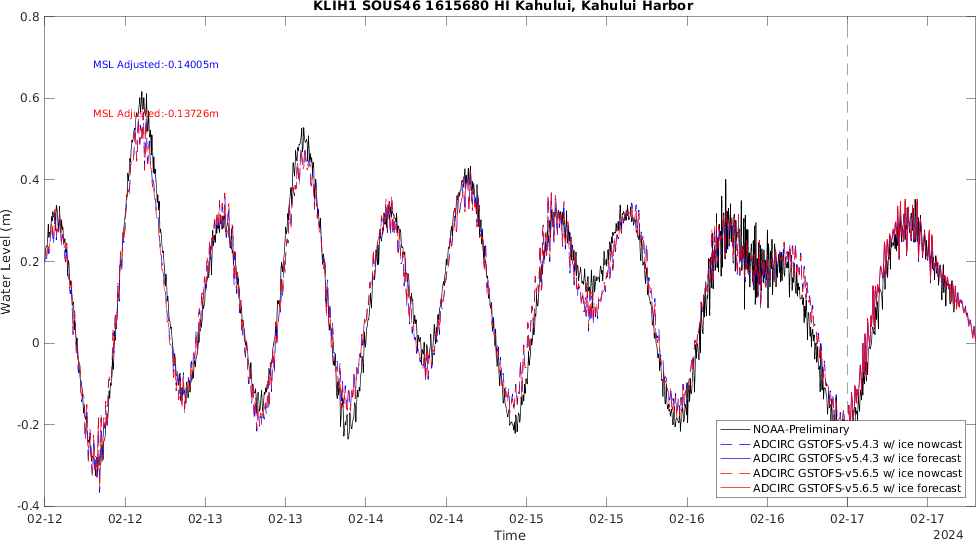 KLIH1 SOUS46 1615680 HI Kahului, Kahului Harbor
0.8
MSL Adjusted:-0.14005m
0.6
MSL Adjusted:-0.13726m
0.4
0.2
0
-0.2
-0.4
Water Level (m)
NOAA-Preliminary
ADCIRC GSTOFS-v5.4.3 w/ ice nowcast
ADCIRC GSTOFS-v5.4.3 w/ ice forecast
ADCIRC GSTOFS-v5.6.5 w/ ice nowcast
ADCIRC GSTOFS-v5.6.5 w/ ice forecast
02-12 02-12 02-13 02-13 02-14 02-14 02-15 02-15 02-16 02-16 02-17 02-17
Time
2024